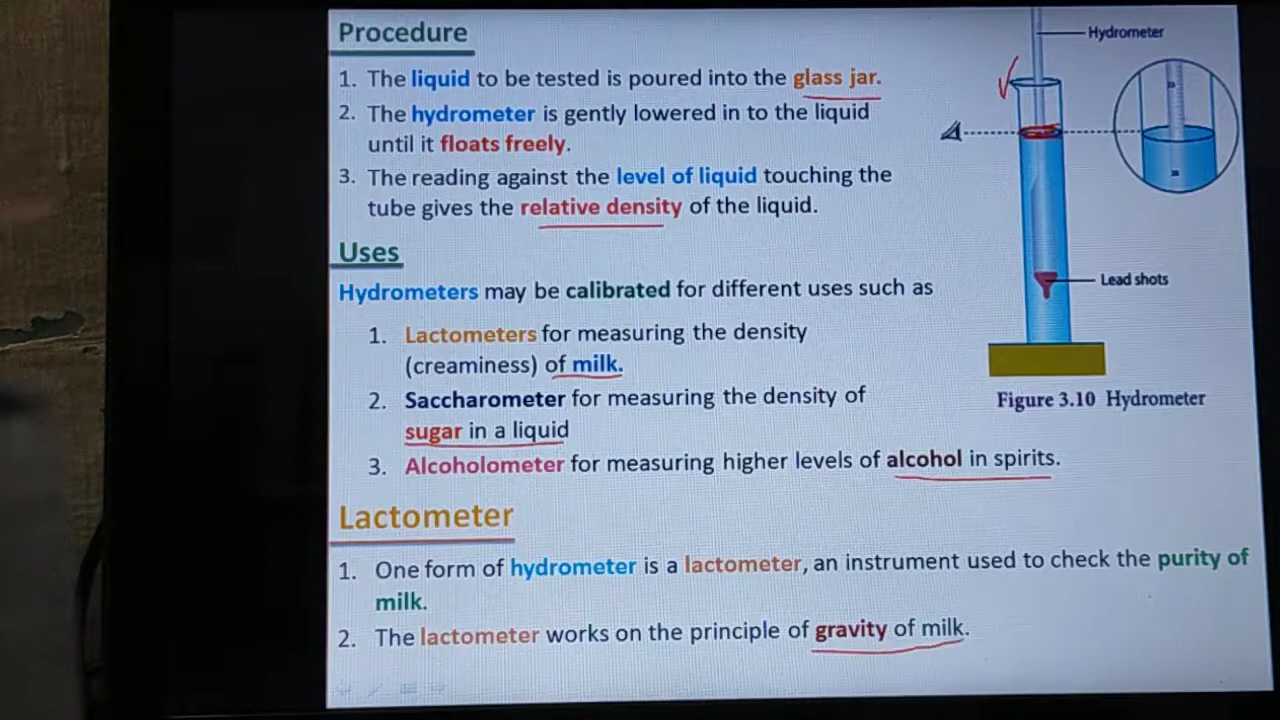 Procedure
1. The liquid to be tested is poured into the glass jar.
2. The hydrometer is gently lowered in to the liquid
until it floats freely.
3. The reading against the level of liquid touching the
tube gives the relative density of the liquid.
Uses
Hydrometers may be calibrated for different uses such as
1. Lactometers for measuring the density
(creaminess) of milk.
2. Saccharometer for measuring the density of
sugar in a liquid
3. Alcoholometer for measuring higher levels of alcohol in spirits.
Hydrometer
Lead shots
Figure 3.10 Hydrometer
Lactometer
1. One form of hydrometer is a lactometer, an instrument used to check the purity of
milk.
2. The lactometer works on the principle of gravity of milk.